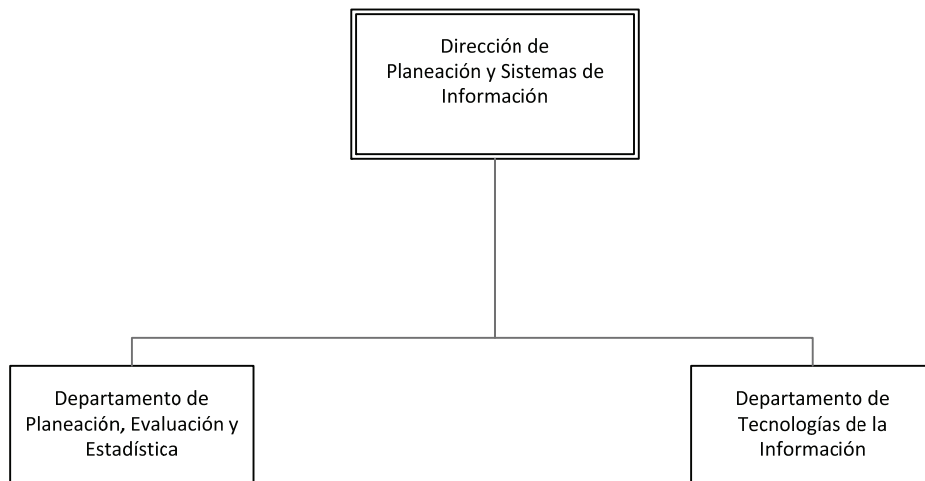 Dirección de
Planeación y Sistemas de
Información
Departamento de
Planeación, Evaluación y
Estadística
Departamento de
Tecnologías de la
Información